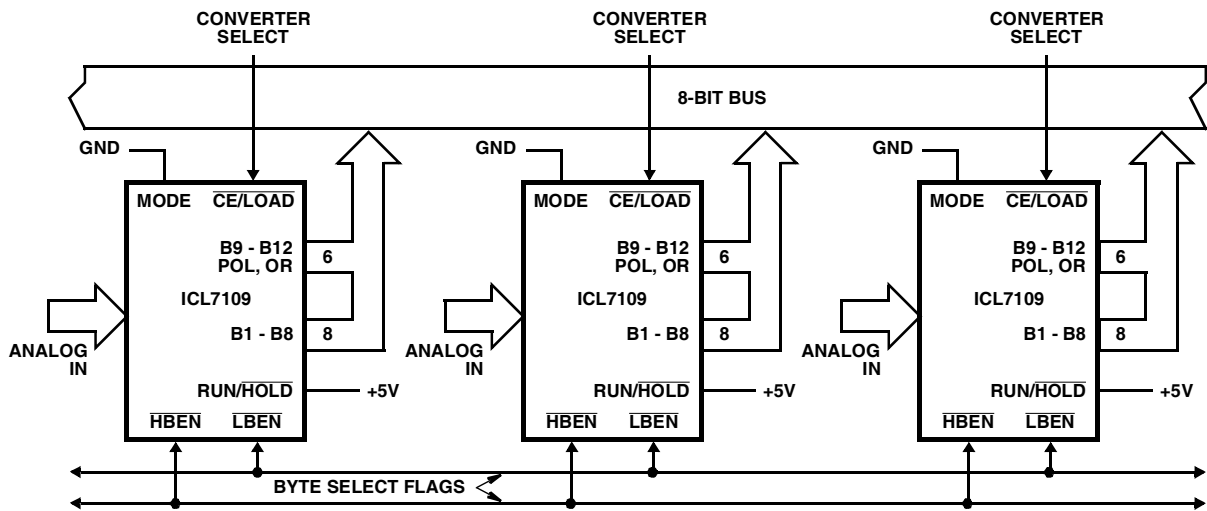 CONVERTER
SELECT
CONVERTER
SELECT
CONVERTER
SELECT
8-BIT BUS
GND
MODE CE/LOAD
B9 - B12
POL, OR
6
ICL7109
B1 - B8
8
ANALOG
IN
RUN/HOLD
+5V
HBEN LBEN
GND
MODE CE/LOAD
B9 - B12
POL, OR
6
ICL7109
B1 - B8
8
ANALOG
IN
RUN/HOLD
+5V
HBEN LBEN
GND
MODE CE/LOAD
B9 - B12
POL, OR
6
ICL7109
B1 - B8
8
ANALOG
IN
RUN/HOLD
+5V
HBEN LBEN
BYTE SELECT FLAGS